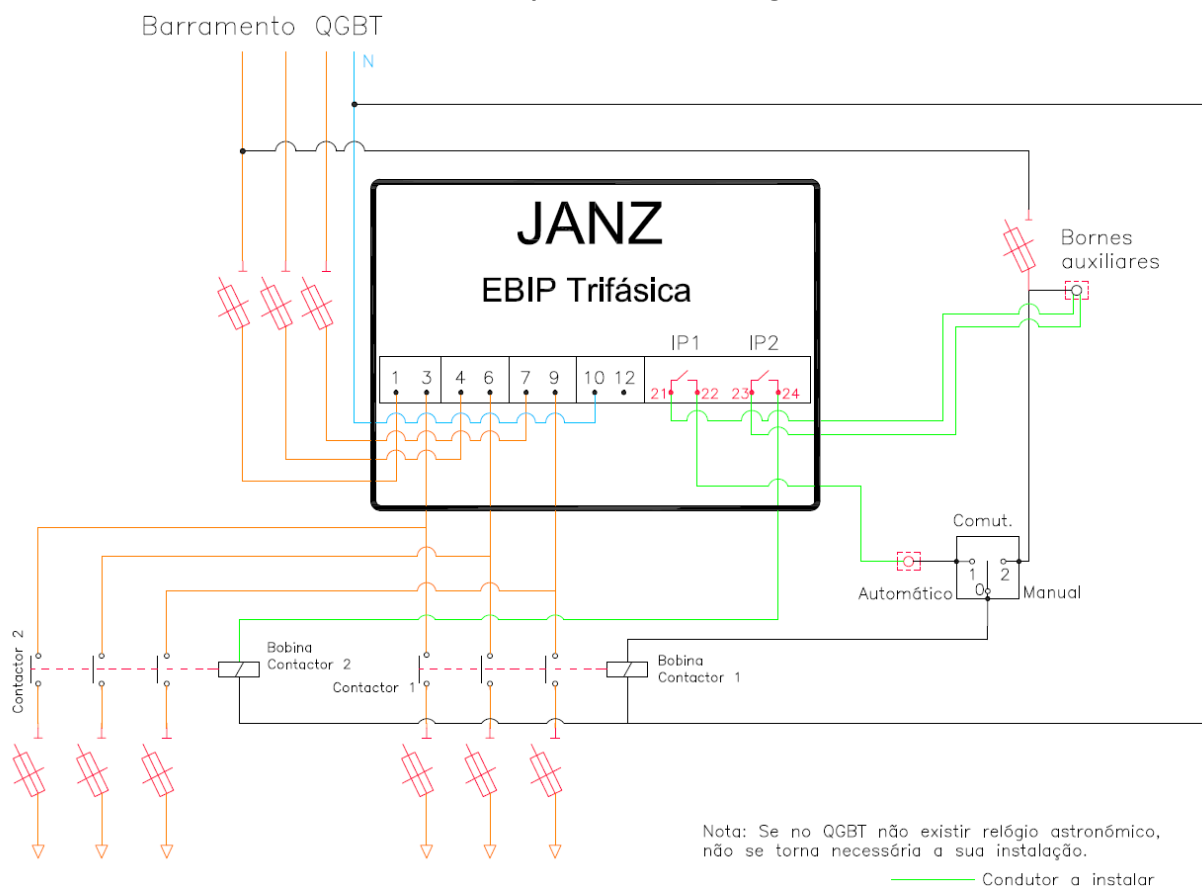 Barramento QGBT
N
JANZ
EBIP Trifásica
Bornes
auxiliares
IP1 IP2
1 3 4 6 7 9 10 12
21 22 23 24
Comut.
1 2
0
Automático
Manual
Contactor 2
Bobina
Contactor 2
Contactor 1
Bobina
Contactor 1
Nota: Se no QGBT não existir relógio astronómico,
não se torna necessária a sua instalação.
Condutor a instalar